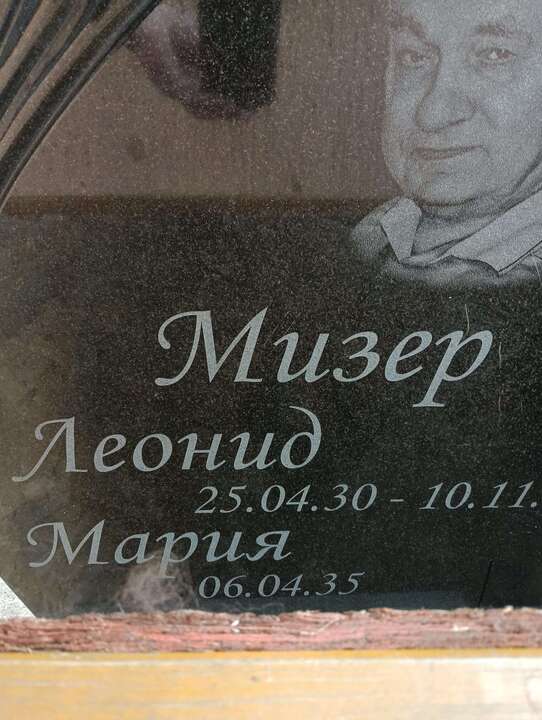 Мизер
Леонид
25.04.30 - 10.11.
Мария
06.04.35